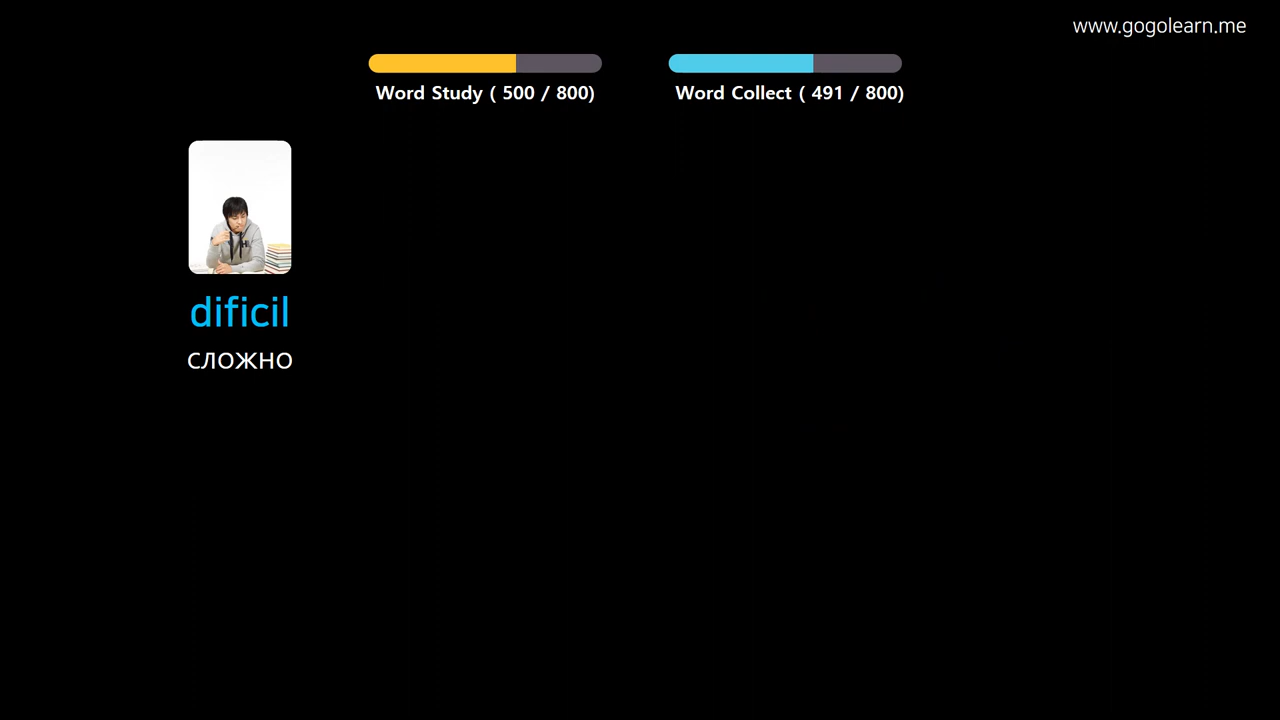 www.gogolearn.me
Word Study ( 500 / 800)
Word Collect ( 491 / 800)
dificil
сложно